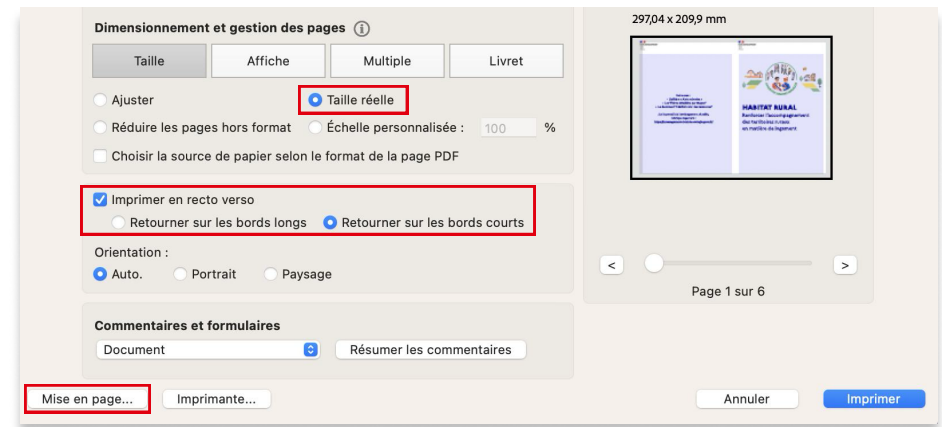 297,04 x 209,9 mm
Dimensionnement et gestion des pages
Taille Affiche Multiple Livret
Ajuster Taille réelle
Réduire les pages hors format Échelle personnalisée : 100 %
Choisir la source de papier selon le format de la page PDF
HABITAT RURAL
Renforcer l'accompagnement
des territoires ruraux
en matière de logement
Imprimer en recto verso
Retourner sur les bords longs Retourner sur les bords courts
Orientation :
Auto. Portrait Paysage
< >
Page 1 sur 6
Commentaires et formulaires
Document Résumer les commentaires
Mise en page... Imprimante... Annuler Imprimer